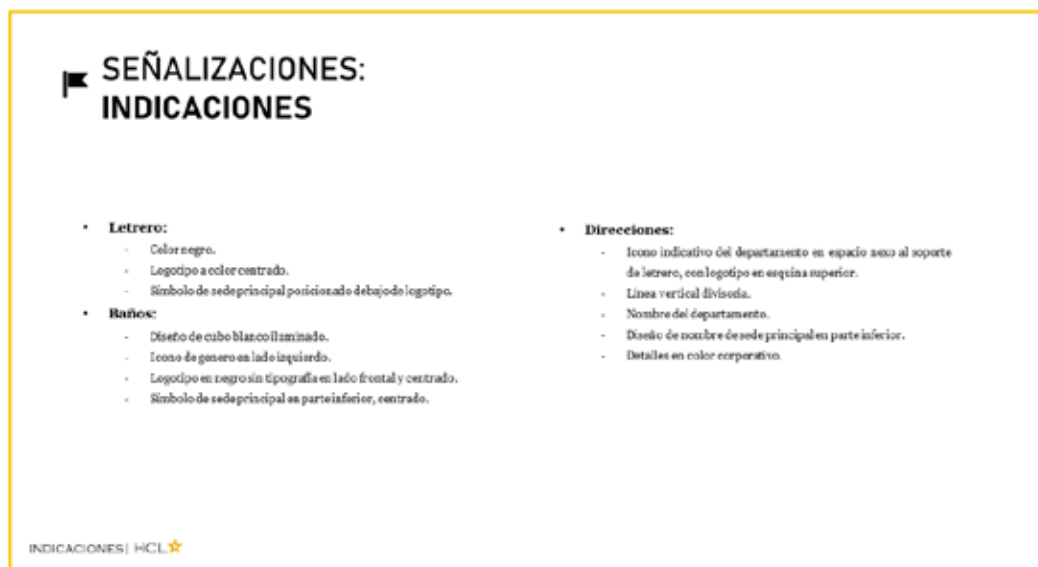 SEÑALIZACIONES:
INDICACIONES
• Letrero:
- Color negro.
- Logotipo a color centrado.
- Símbolo de sede principal posicionado debajo de logotipo.
• Baños:
- Diseño de cubo blanco iluminado.
- Icono de genero en lado izquierdo.
- Logotipo en negro sin tipografía en lado frontal y centrado.
- Símbolo de sede principal en parte inferior, centrado.
• Direcciones:
- Icono indicativo del departamento en espacio nexo al soporte
de letrero, con logotipo en esquina superior.
- Línea vertical divisoria.
- Nombre del departamento.
- Diseño de nombre de sede principal en parte inferior.
- Detalles en color corporativo.
INDICACIONES| HCL